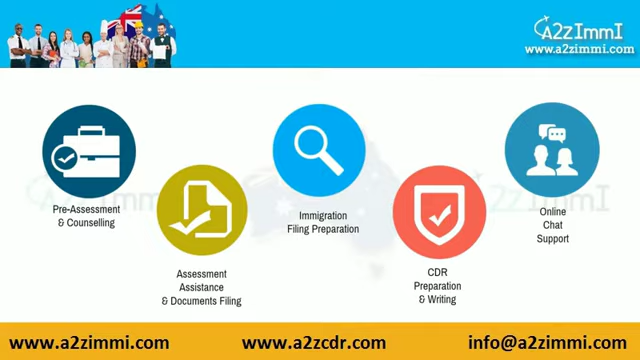 A2ZImmI
www.a2zimmi.com
Pre-Assessment
& Counselling
Assessment
Assistance
& Documents Filing
Immigration
Filing Preparation
CDR
Preparation
& Writing
Online
Chat
Support
www.a2zimmi.com www.a2zcdr.com info@a2zimmi.com